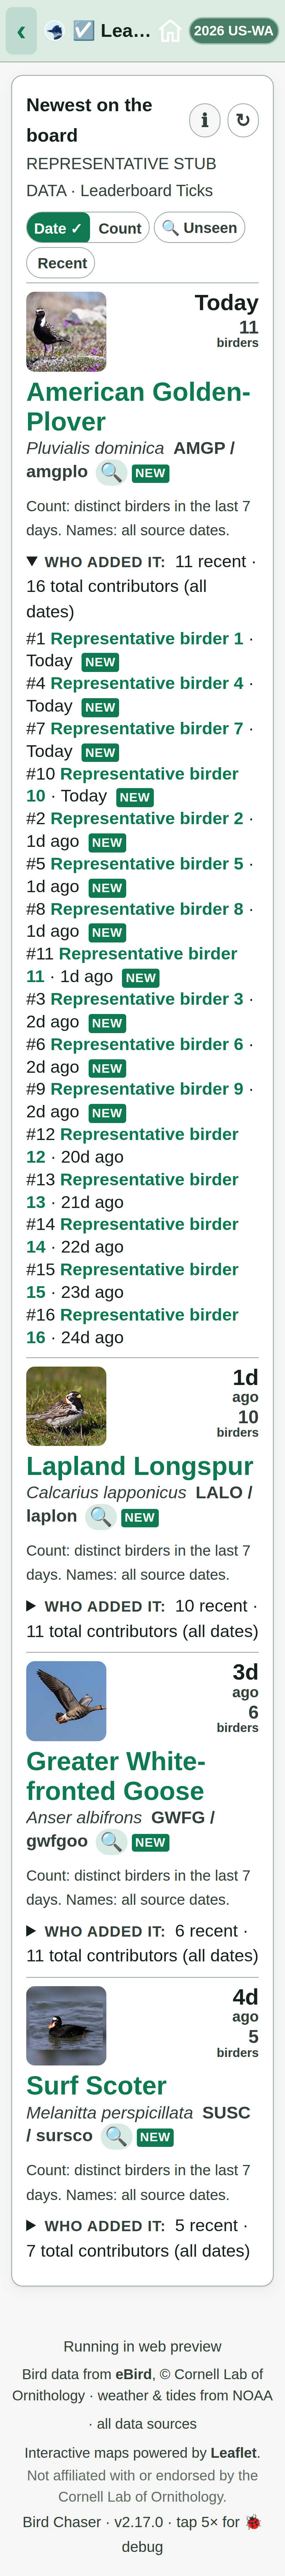 ‹ ☑️ Lea… 2026 US-WA
Newest on the
board
ℹ ↻
REPRESENTATIVE STUB
DATA · Leaderboard Ticks
Date ✓ Count 🔍 Unseen
Recent
Today
11
birders
American Golden-
Plover
Pluvialis dominica AMGP /
amgplo 🔍 NEW
Count: distinct birders in the last 7
days. Names: all source dates.
▼ WHO ADDED IT: 11 recent ·
16 total contributors (all
dates)
#1 Representative birder 1 ·
Today NEW
#4 Representative birder 4 ·
Today NEW
#7 Representative birder 7 ·
Today NEW
#10 Representative birder
10 · Today NEW
#2 Representative birder 2 ·
1d ago NEW
#5 Representative birder 5 ·
1d ago NEW
#8 Representative birder 8 ·
1d ago NEW
#11 Representative birder
11 · 1d ago NEW
#3 Representative birder 3 ·
2d ago NEW
#6 Representative birder 6 ·
2d ago NEW
#9 Representative birder 9 ·
2d ago NEW
#12 Representative birder
12 · 20d ago
#13 Representative birder
13 · 21d ago
#14 Representative birder
14 · 22d ago
#15 Representative birder
15 · 23d ago
#16 Representative birder
16 · 24d ago
1d
ago
10
birders
Lapland Longspur
Calcarius lapponicus LALO /
laplon 🔍 NEW
Count: distinct birders in the last 7
days. Names: all source dates.
▶ WHO ADDED IT: 10 recent ·
11 total contributors (all dates)
3d
ago
6
birders
Greater White-
fronted Goose
Anser albifrons GWFG /
gwfgoo 🔍 NEW
Count: distinct birders in the last 7
days. Names: all source dates.
▶ WHO ADDED IT: 6 recent ·
11 total contributors (all dates)
4d
ago
5
birders
Surf Scoter
Melanitta perspicillata SUSC
/ sursco 🔍 NEW
Count: distinct birders in the last 7
days. Names: all source dates.
▶ WHO ADDED IT: 5 recent ·
7 total contributors (all dates)
Running in web preview
Bird data from eBird, © Cornell Lab of
Ornithology · weather & tides from NOAA
· all data sources
Interactive maps powered by Leaflet.
Not affiliated with or endorsed by the
Cornell Lab of Ornithology.
Bird Chaser · v2.17.0 · tap 5× for 🐞
debug